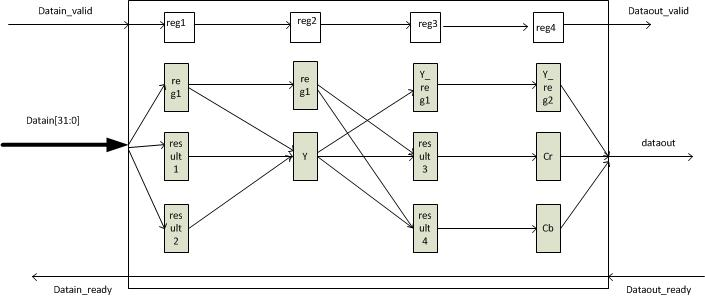 Datain_valid
Dataout_valid
reg1
reg2
reg3
reg4
re
g1
re
g1
Y_
re
g1
Y_
re
g2
Datain[31:0]
res
ult
1
Y
res
ult
3
Cr
dataout
res
ult
2
res
ult
4
Cb
Datain_ready
Dataout_ready